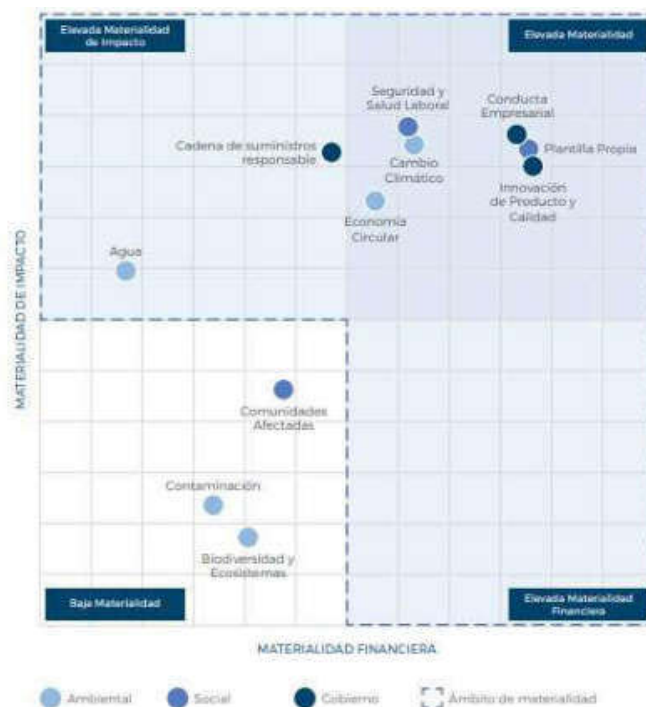 Elevada Materialidad
de Impacto
Elevada Materialidad
Seguridad y
Salud Laboral
Conducta
Empresarial
Cadena de suministros
responsable
Plantilla Propia
Cambio
Climático
Innovación
de Producto y
Calidad
Economía
Circular
Agua
MATERIALIDAD DE IMPACTO
Comunidades
Afectadas
Contaminación
Biodiversidad y
Ecosistemas
Baja Materialidad
Elevada Materialidad
Financiera
MATERIALIDAD FINANCIERA
Ambiental
Social
Gobierno
Ámbito de materialidad